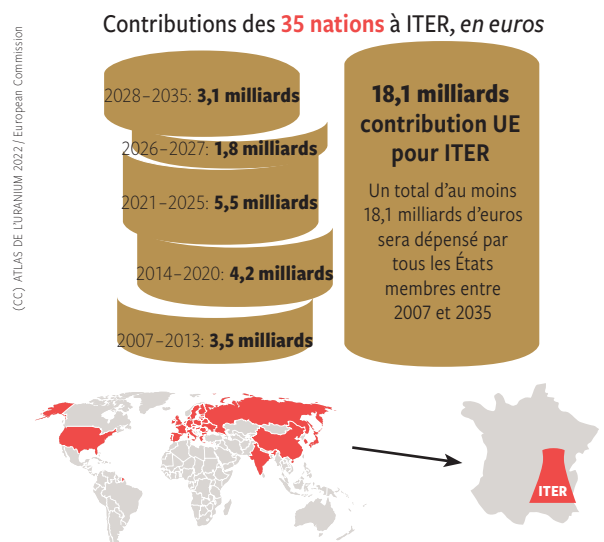 Contributions des 35 nations à ITER, en euros
2028–2035: 3,1 milliards
2026–2027: 1,8 milliards
2021–2025: 5,5 milliards
2014–2020: 4,2 milliards
2007–2013: 3,5 milliards
18,1 milliards
contribution UE
pour ITER
Un total d’au moins
18,1 milliards d’euros
sera dépensé par
tous les États
membres entre
2007 et 2035
ITER
(CC) ATLAS DE L’URANIUM 2022 / European Commission